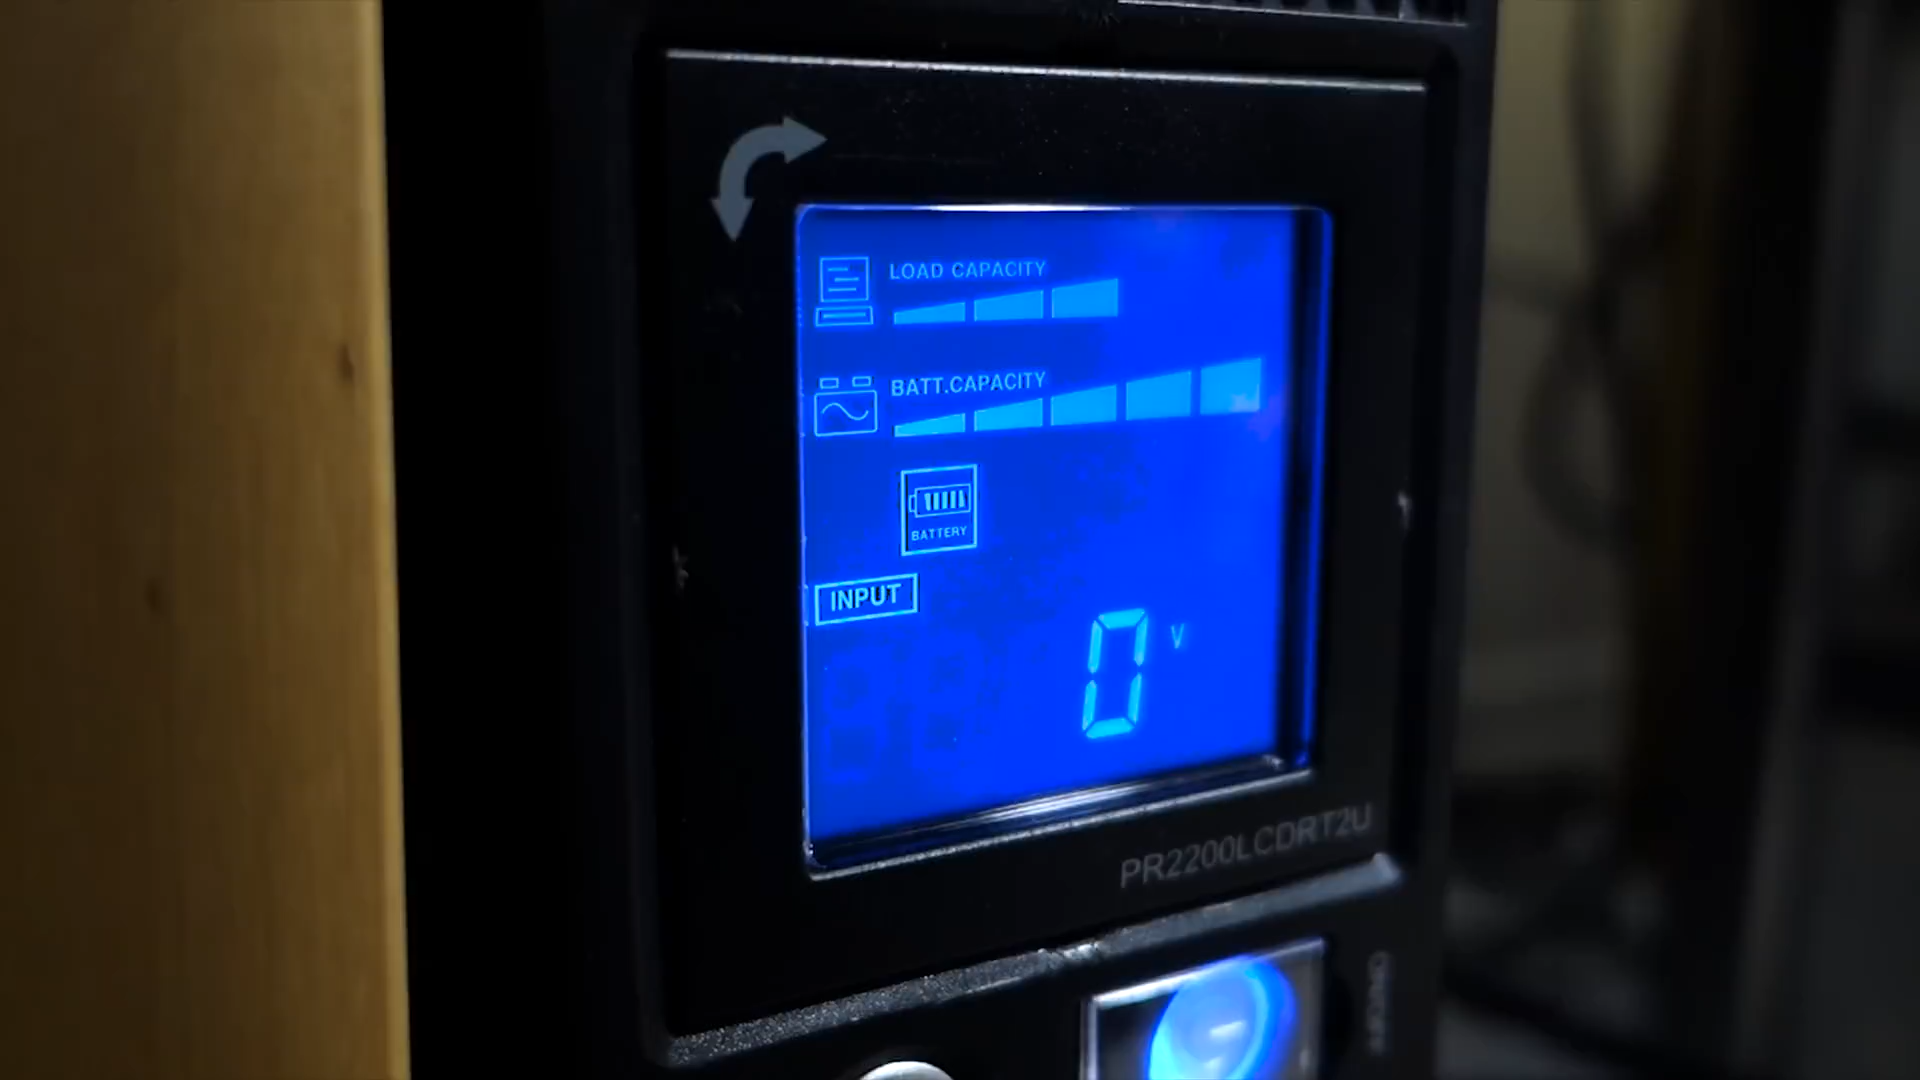 LOAD CAPACITY
BATT.CAPACITY
BATTERY
INPUT
0 V
PR2200LCDRT2U